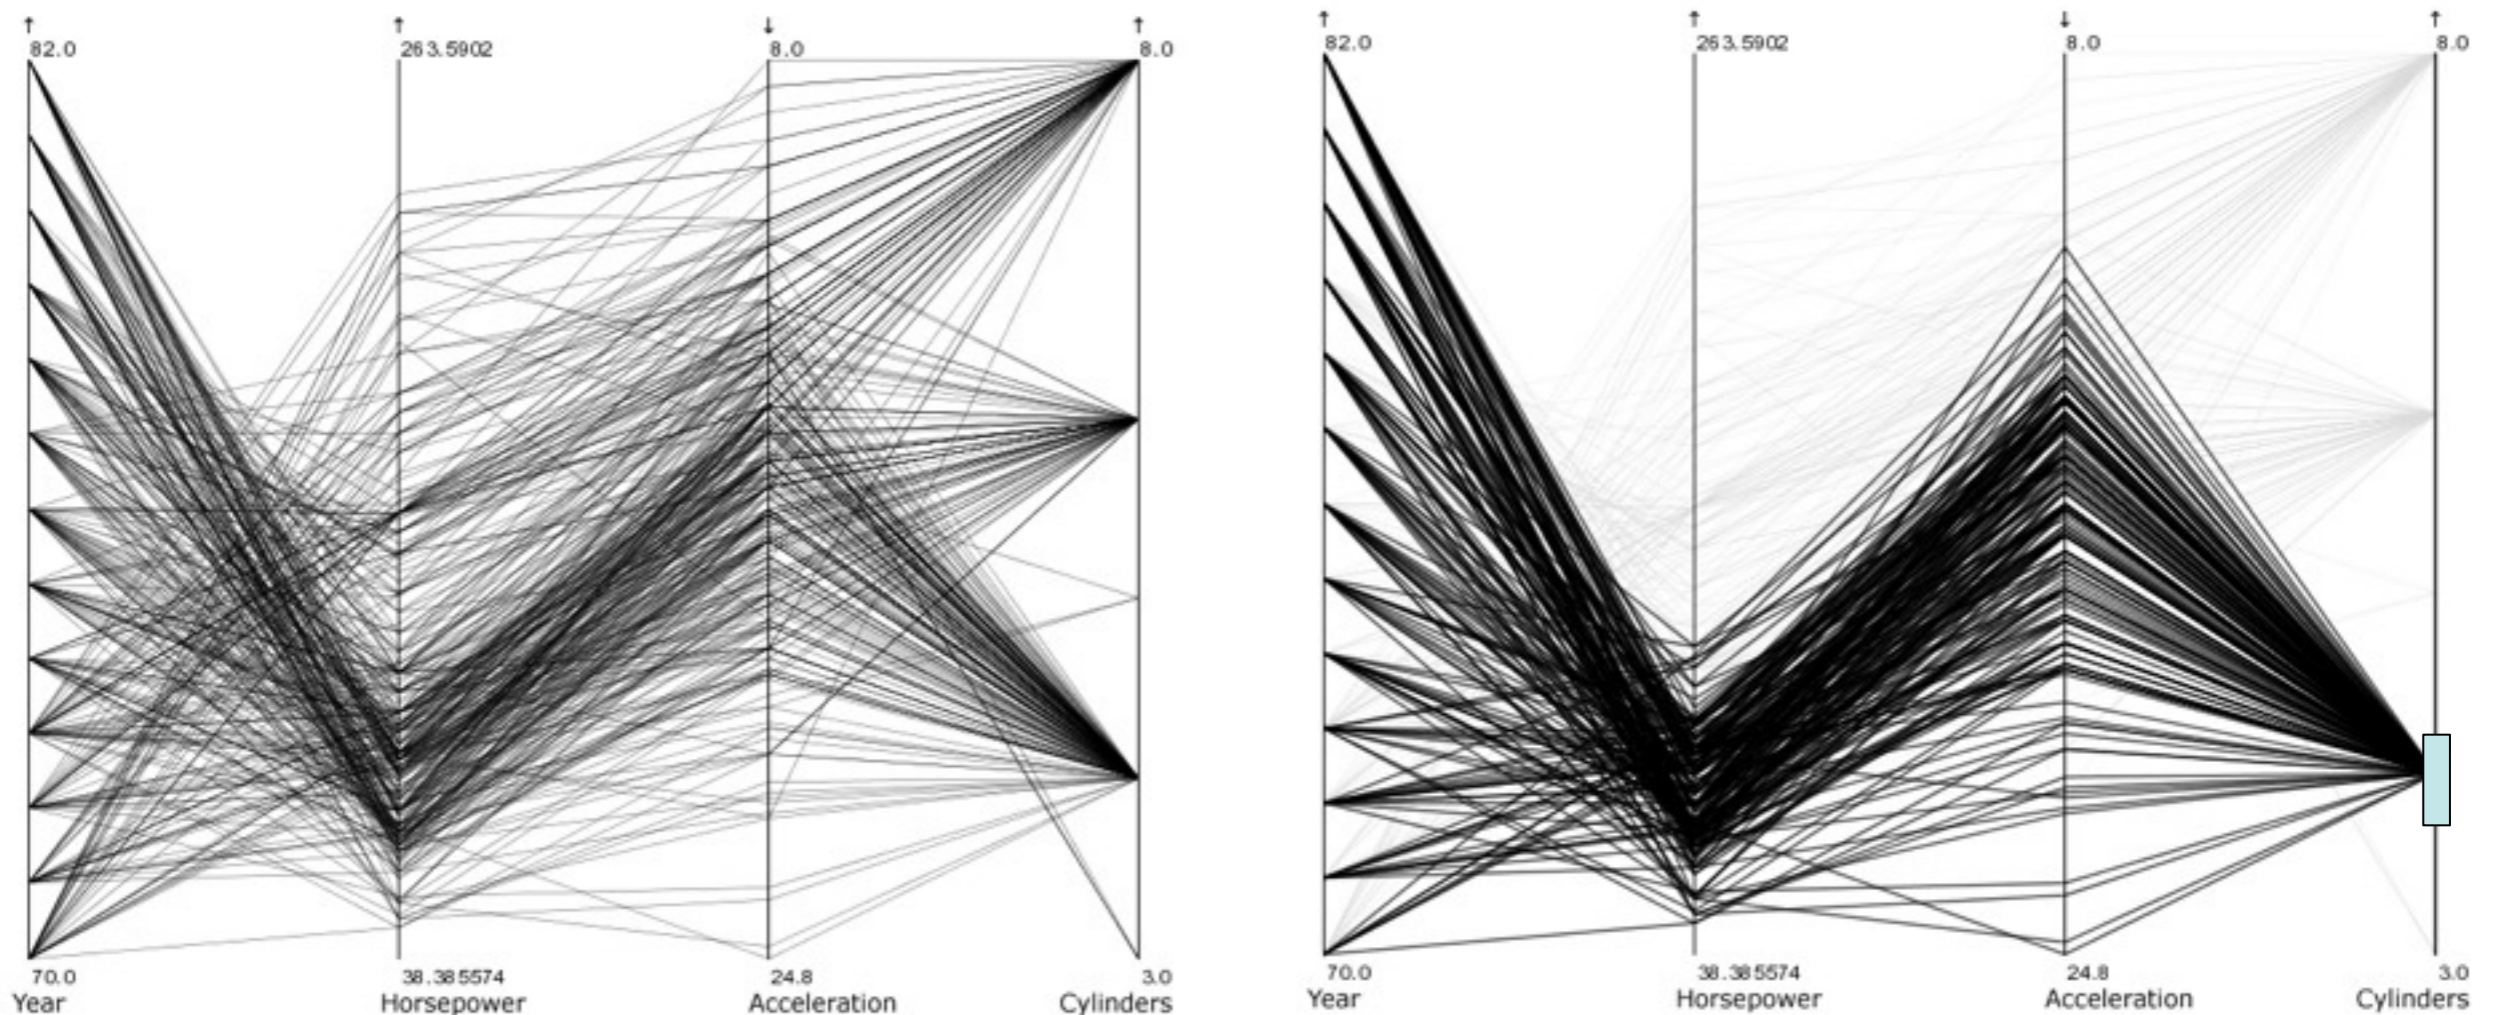 ↑ ↑ ↓ ↑
82.0 263.5902 8.0 8.0
70.0 38.385574 24.8 3.0
Year Horsepower Acceleration Cylinders
↑ ↑ ↓ ↑
82.0 263.5902 8.0 8.0
70.0 38.385574 24.8 3.0
Year Horsepower Acceleration Cylinders